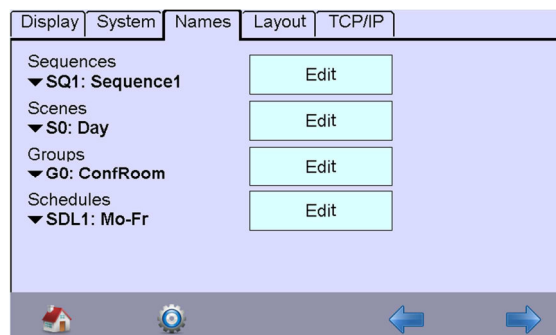 Display System Names Layout TCP/IP
Sequences
SQ1: Sequence1 Edit
Scenes
S0: Day Edit
Groups
G0: ConfRoom Edit
Schedules
SDL1: Mo-Fr Edit